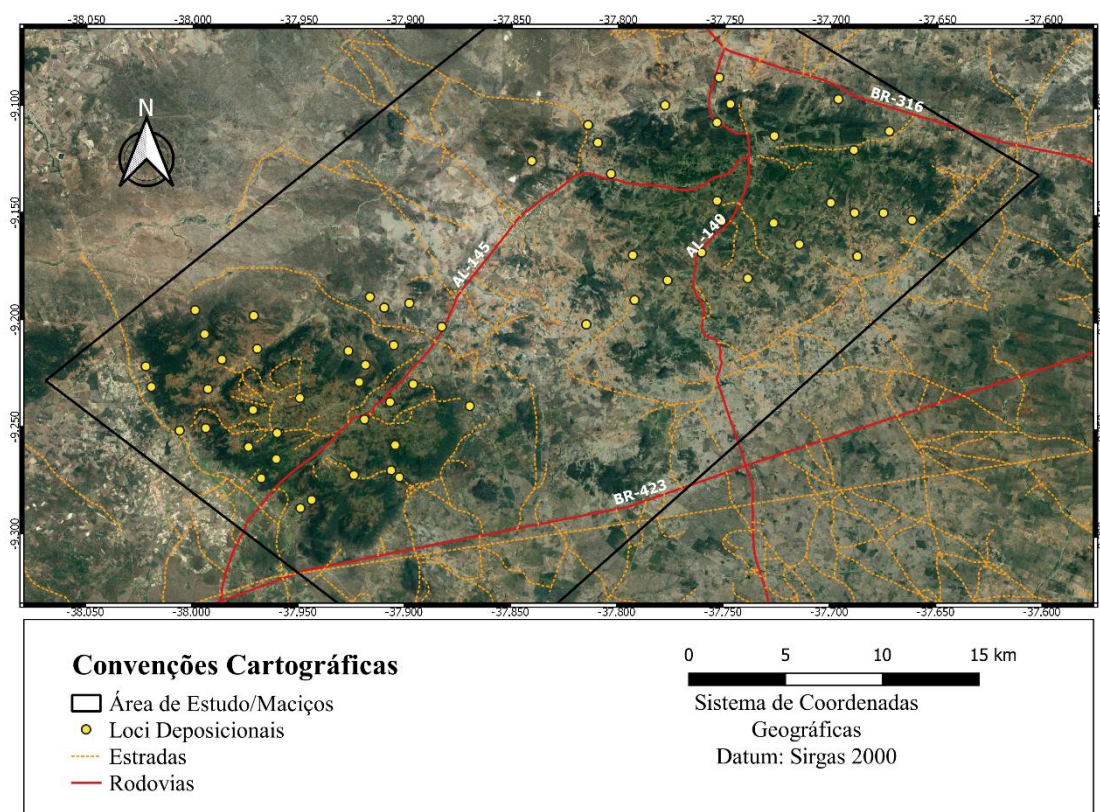 -38.050 -38.000 -37.950 -37.900 -37.850 -37.800 -37.750 -37.700 -37.650 -37.600
-9.100
-9.150
-9.200
-9.250
-9.300
N
BR-316
AL-145
AL-140
BR-423
-38.050 -38.000 -37.950 -37.900 -37.850 -37.800 -37.750 -37.700 -37.650 -37.600
Convenções Cartográficas
Área de Estudo/Maciços
Loci Deposicionais
Estradas
Rodovias
0 5 10 15 km
Sistema de Coordenadas
Geográficas
Datum: Sirgas 2000